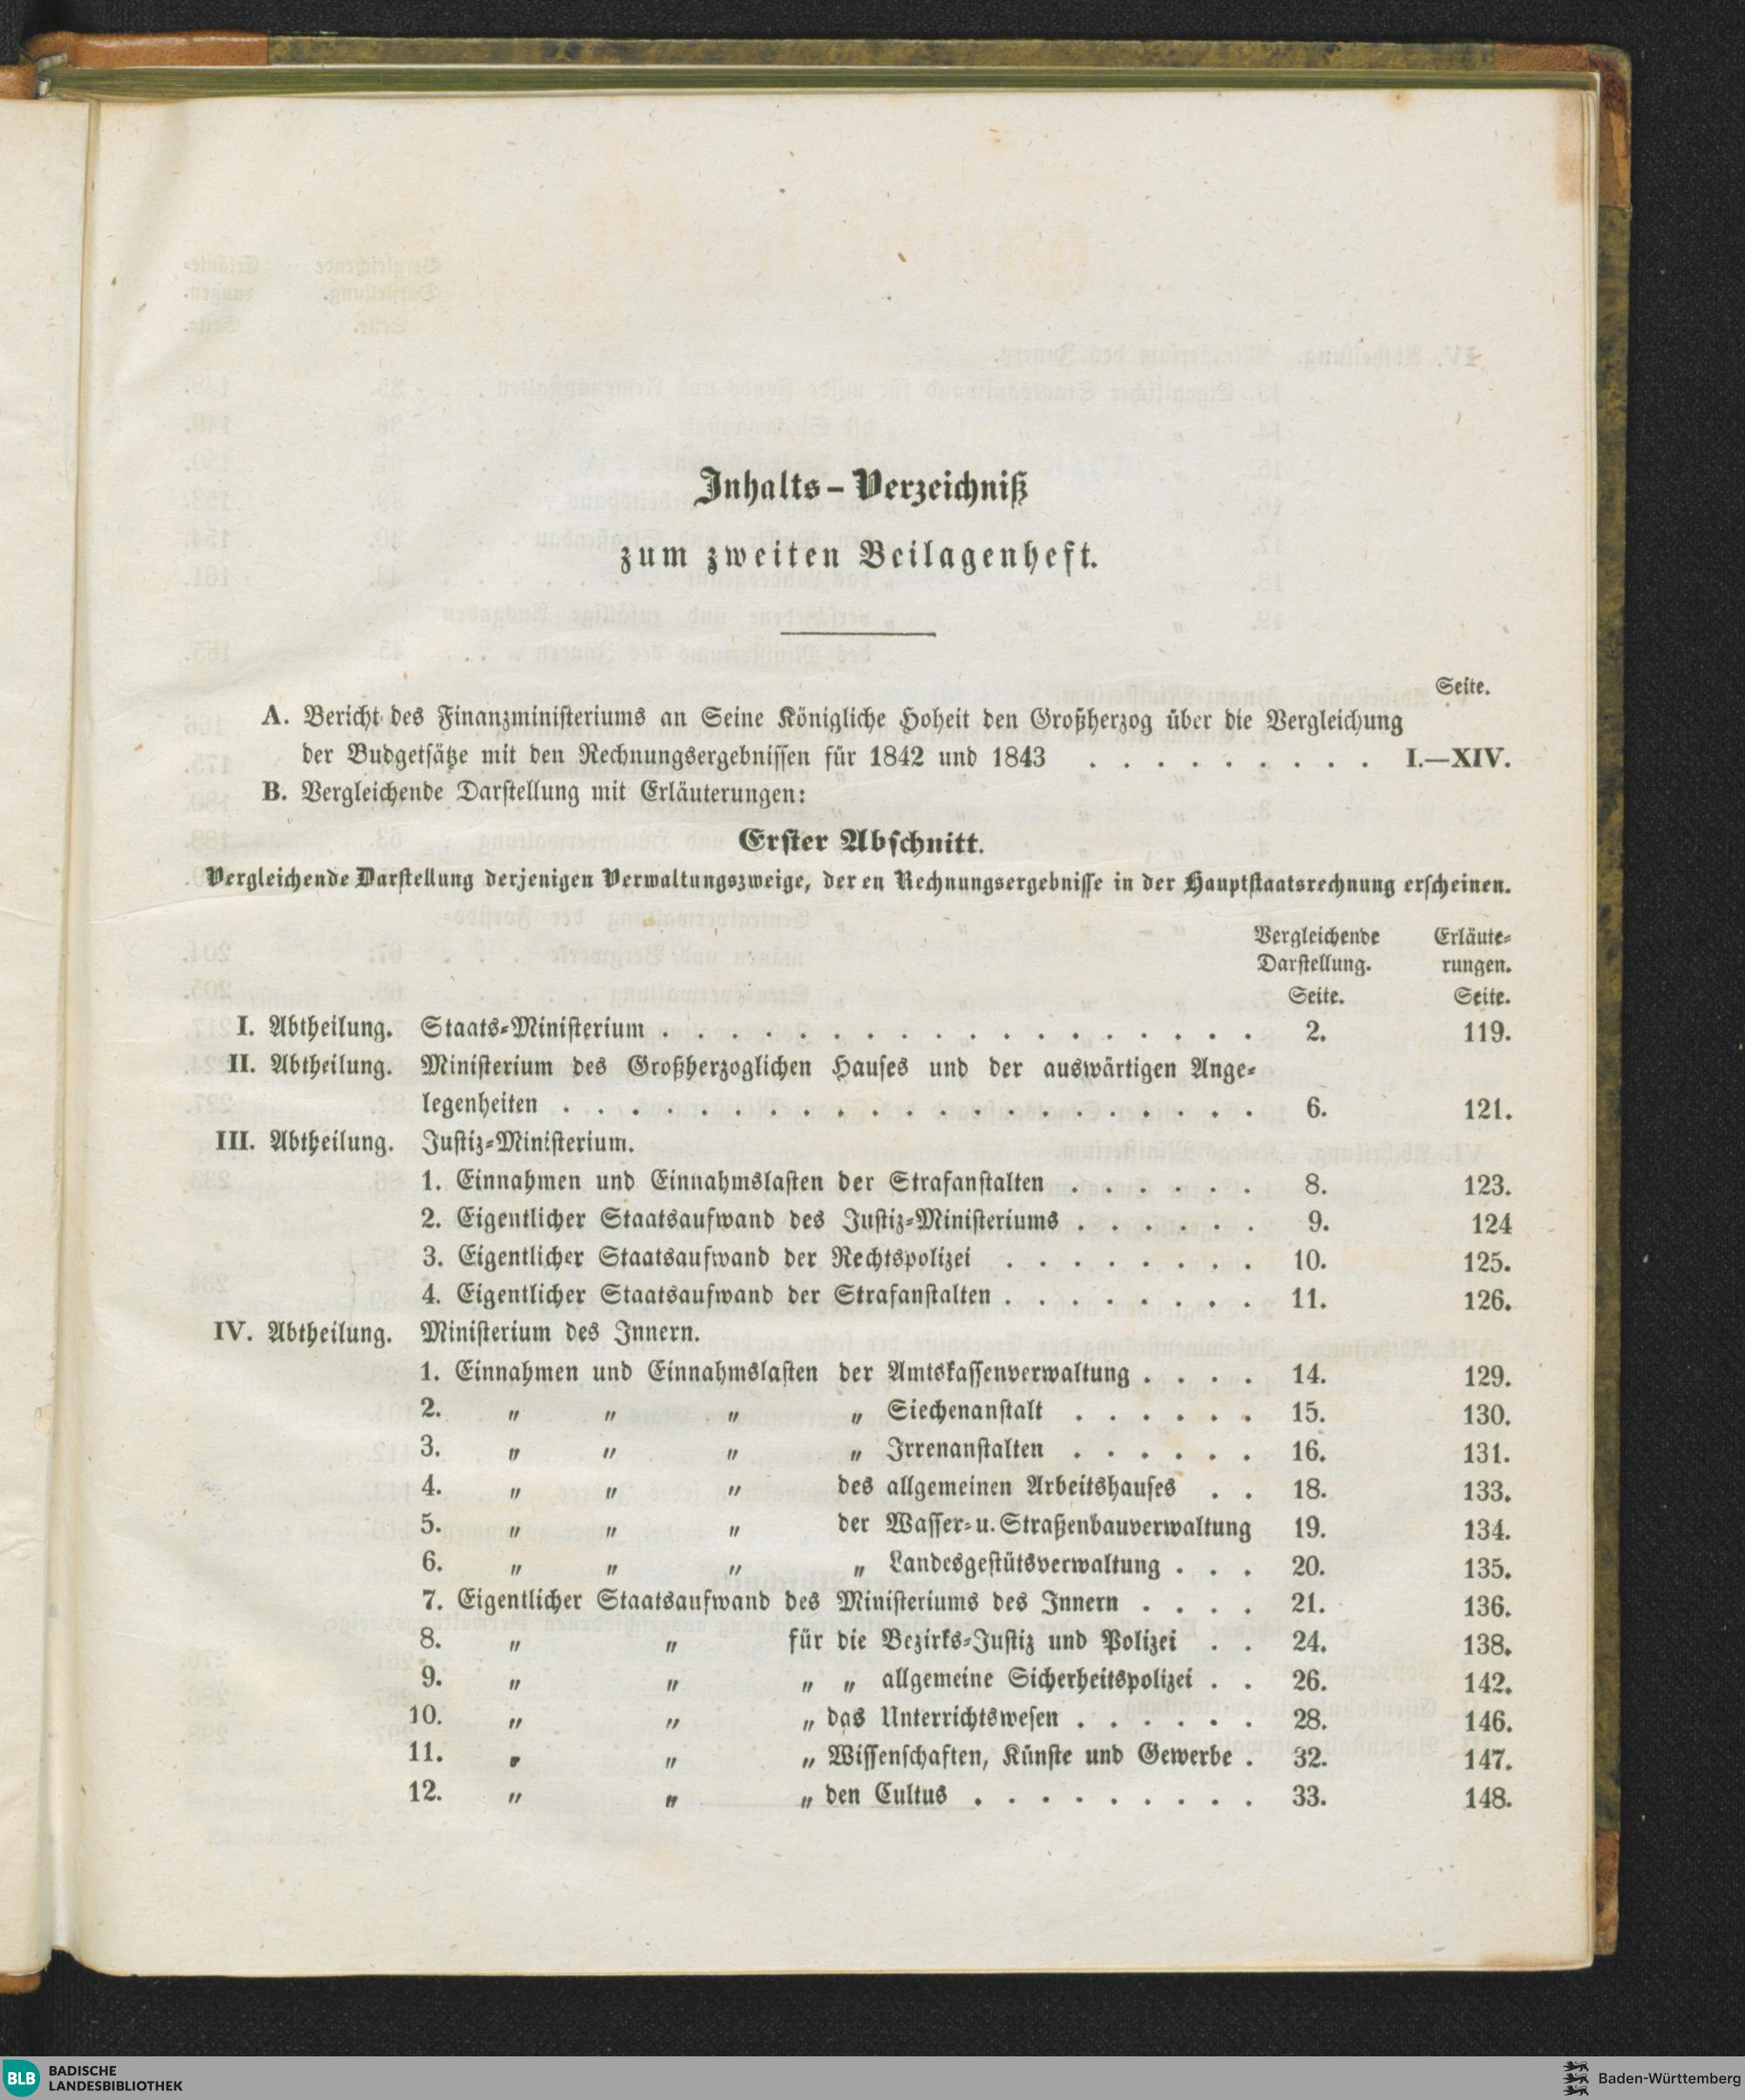 Inhalts-Verzeichniß
zum zweiten Beilagenheft.
Seite.
A. Bericht des Finanzministeriums an Seine Königliche Hoheit den Großherzog über die Vergleichung
der Budgetsätze mit den Rechnungsergebnissen für 1842 und 1843 . . . . . . . . . I.—XIV.
B. Vergleichende Darstellung mit Erläuterungen:
Erster Abschnitt.
Vergleichende Darstellung derjenigen Verwaltungszweige, deren Rechnungsergebnisse in der Hauptstaatsrechnung erscheinen.
Vergleichende Erläute-
Darstellung. rungen.
Seite. Seite.
I. Abtheilung. Staats-Ministerium . . . . . . . . . . . . . . . . . . 2. 119.
II. Abtheilung. Ministerium des Großherzoglichen Hauses und der auswärtigen Ange-
legenheiten . . . . . . . . . . . . . . . . . . . . . 6. 121.
III. Abtheilung. Justiz-Ministerium.
1. Einnahmen und Einnahmslasten der Strafanstalten . . . . . . 8. 123.
2. Eigentlicher Staatsaufwand des Justiz-Ministeriums . . . . . . 9. 124
3. Eigentlicher Staatsaufwand der Rechtspolizei . . . . . . . . 10. 125.
4. Eigentlicher Staatsaufwand der Strafanstalten . . . . . . . . 11. 126.
IV. Abtheilung. Ministerium des Innern.
1. Einnahmen und Einnahmslasten der Amtskassenverwaltung . . . . 14. 129.
2. „ „ „ „ Siechenanstalt . . . . . . 15. 130.
3. „ „ „ „ Irrenanstalten . . . . . . 16. 131.
4. „ „ „ des allgemeinen Arbeitshauses . . 18. 133.
5. „ „ „ der Wasser- u. Straßenbauverwaltung 19. 134.
6. „ „ „ „ Landesgestütsverwaltung . . . 20. 135.
7. Eigentlicher Staatsaufwand des Ministeriums des Innern . . . . 21. 136.
8. „ „ für die Bezirks-Justiz und Polizei . . 24. 138.
9. „ „ „ „ allgemeine Sicherheitspolizei . . 26. 142.
10. „ „ „ das Unterrichtswesen . . . . . . 28. 146.
11. „ „ „ Wissenschaften, Künste und Gewerbe . 32. 147.
12. „ „ „ den Cultus . . . . . . . . . 33. 148.
BLB BADISCHE
LANDESBIBLIOTHEK
Baden-Württemberg